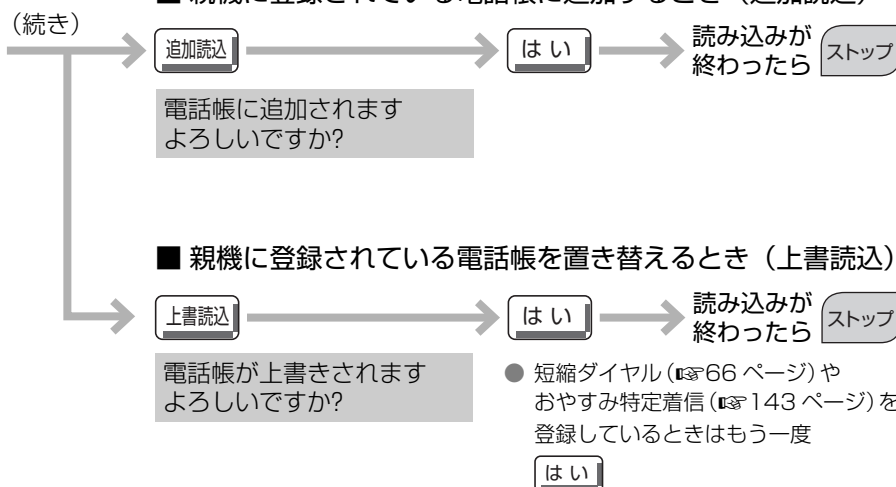 ■ 親機に登録されている電話帳に追加するとき（追加読込）
（続き）
追加読込
はい
読み込みが
終わったら
ストップ
電話帳に追加されます
よろしいですか?
■ 親機に登録されている電話帳を置き替えるとき（上書読込）
上書読込
はい
読み込みが
終わったら
ストップ
電話帳が上書きされます
よろしいですか?
● 短縮ダイヤル（☞66 ページ）や
おやすみ特定着信（☞143 ページ）を
登録しているときはもう一度
はい